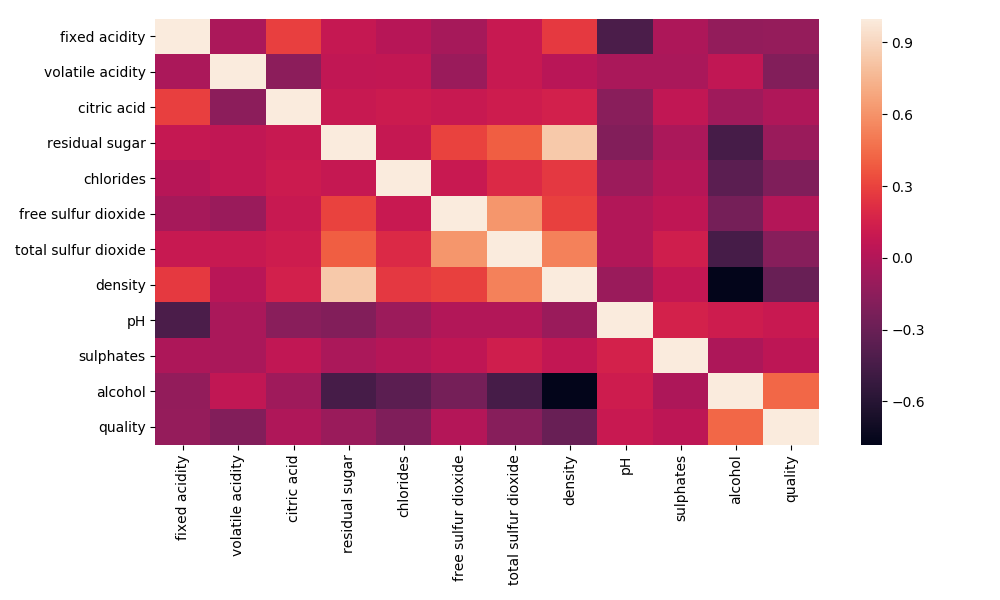 fixed acidity
volatile acidity
citric acid
residual sugar
chlorides
free sulfur dioxide
total sulfur dioxide
density
pH
sulphates
alcohol
quality
fixed acidity
volatile acidity
citric acid
residual sugar
chlorides
free sulfur dioxide
total sulfur dioxide
density
pH
sulphates
alcohol
quality
0.9
0.6
0.3
0.0
−0.3
−0.6